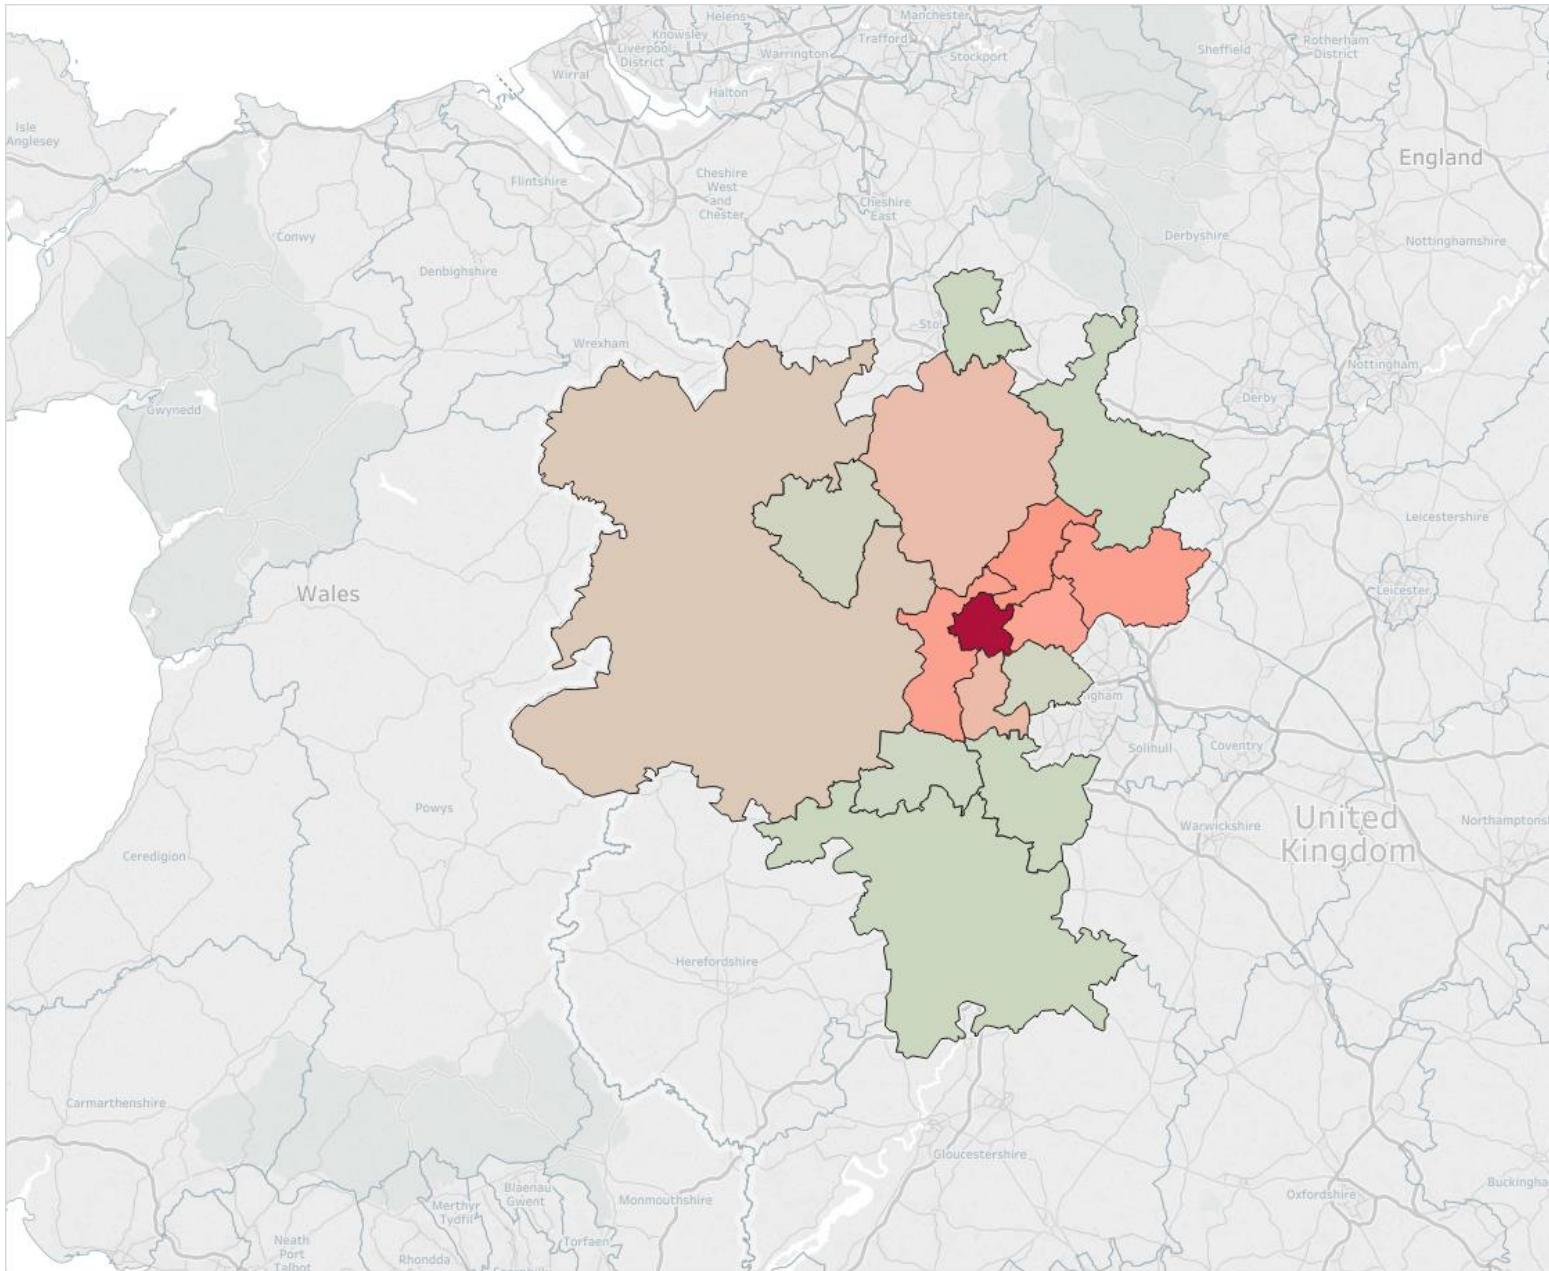 Helens
Manchester
Knowsley
Liverpool
District
Warrington
Trafford
Stockport
Sheffield
Rotherham
District
Wirral
Halton
Isle
Anglesey
England
Flintshire
Cheshire
West
and
Chester
Cheshire
East
Conwy
Derbyshire
Nottinghamshire
Denbighshire
Sto
Wrexham
Nottingham
Derby
Gwynedd
Leicestershire
Wales
Leicester
gham
Solihull
Coventry
Powys
United
Kingdom
Warwickshire
Northamptons
Ceredigion
Herefordshire
Carmarthenshire
Gloucestershire
Blaenau
Gwent
Monmouthshire
Merthyr
Tydfil
Oxfordshire
Buckingha
Neath
Port
Talbot
Torfaen
Rhondda